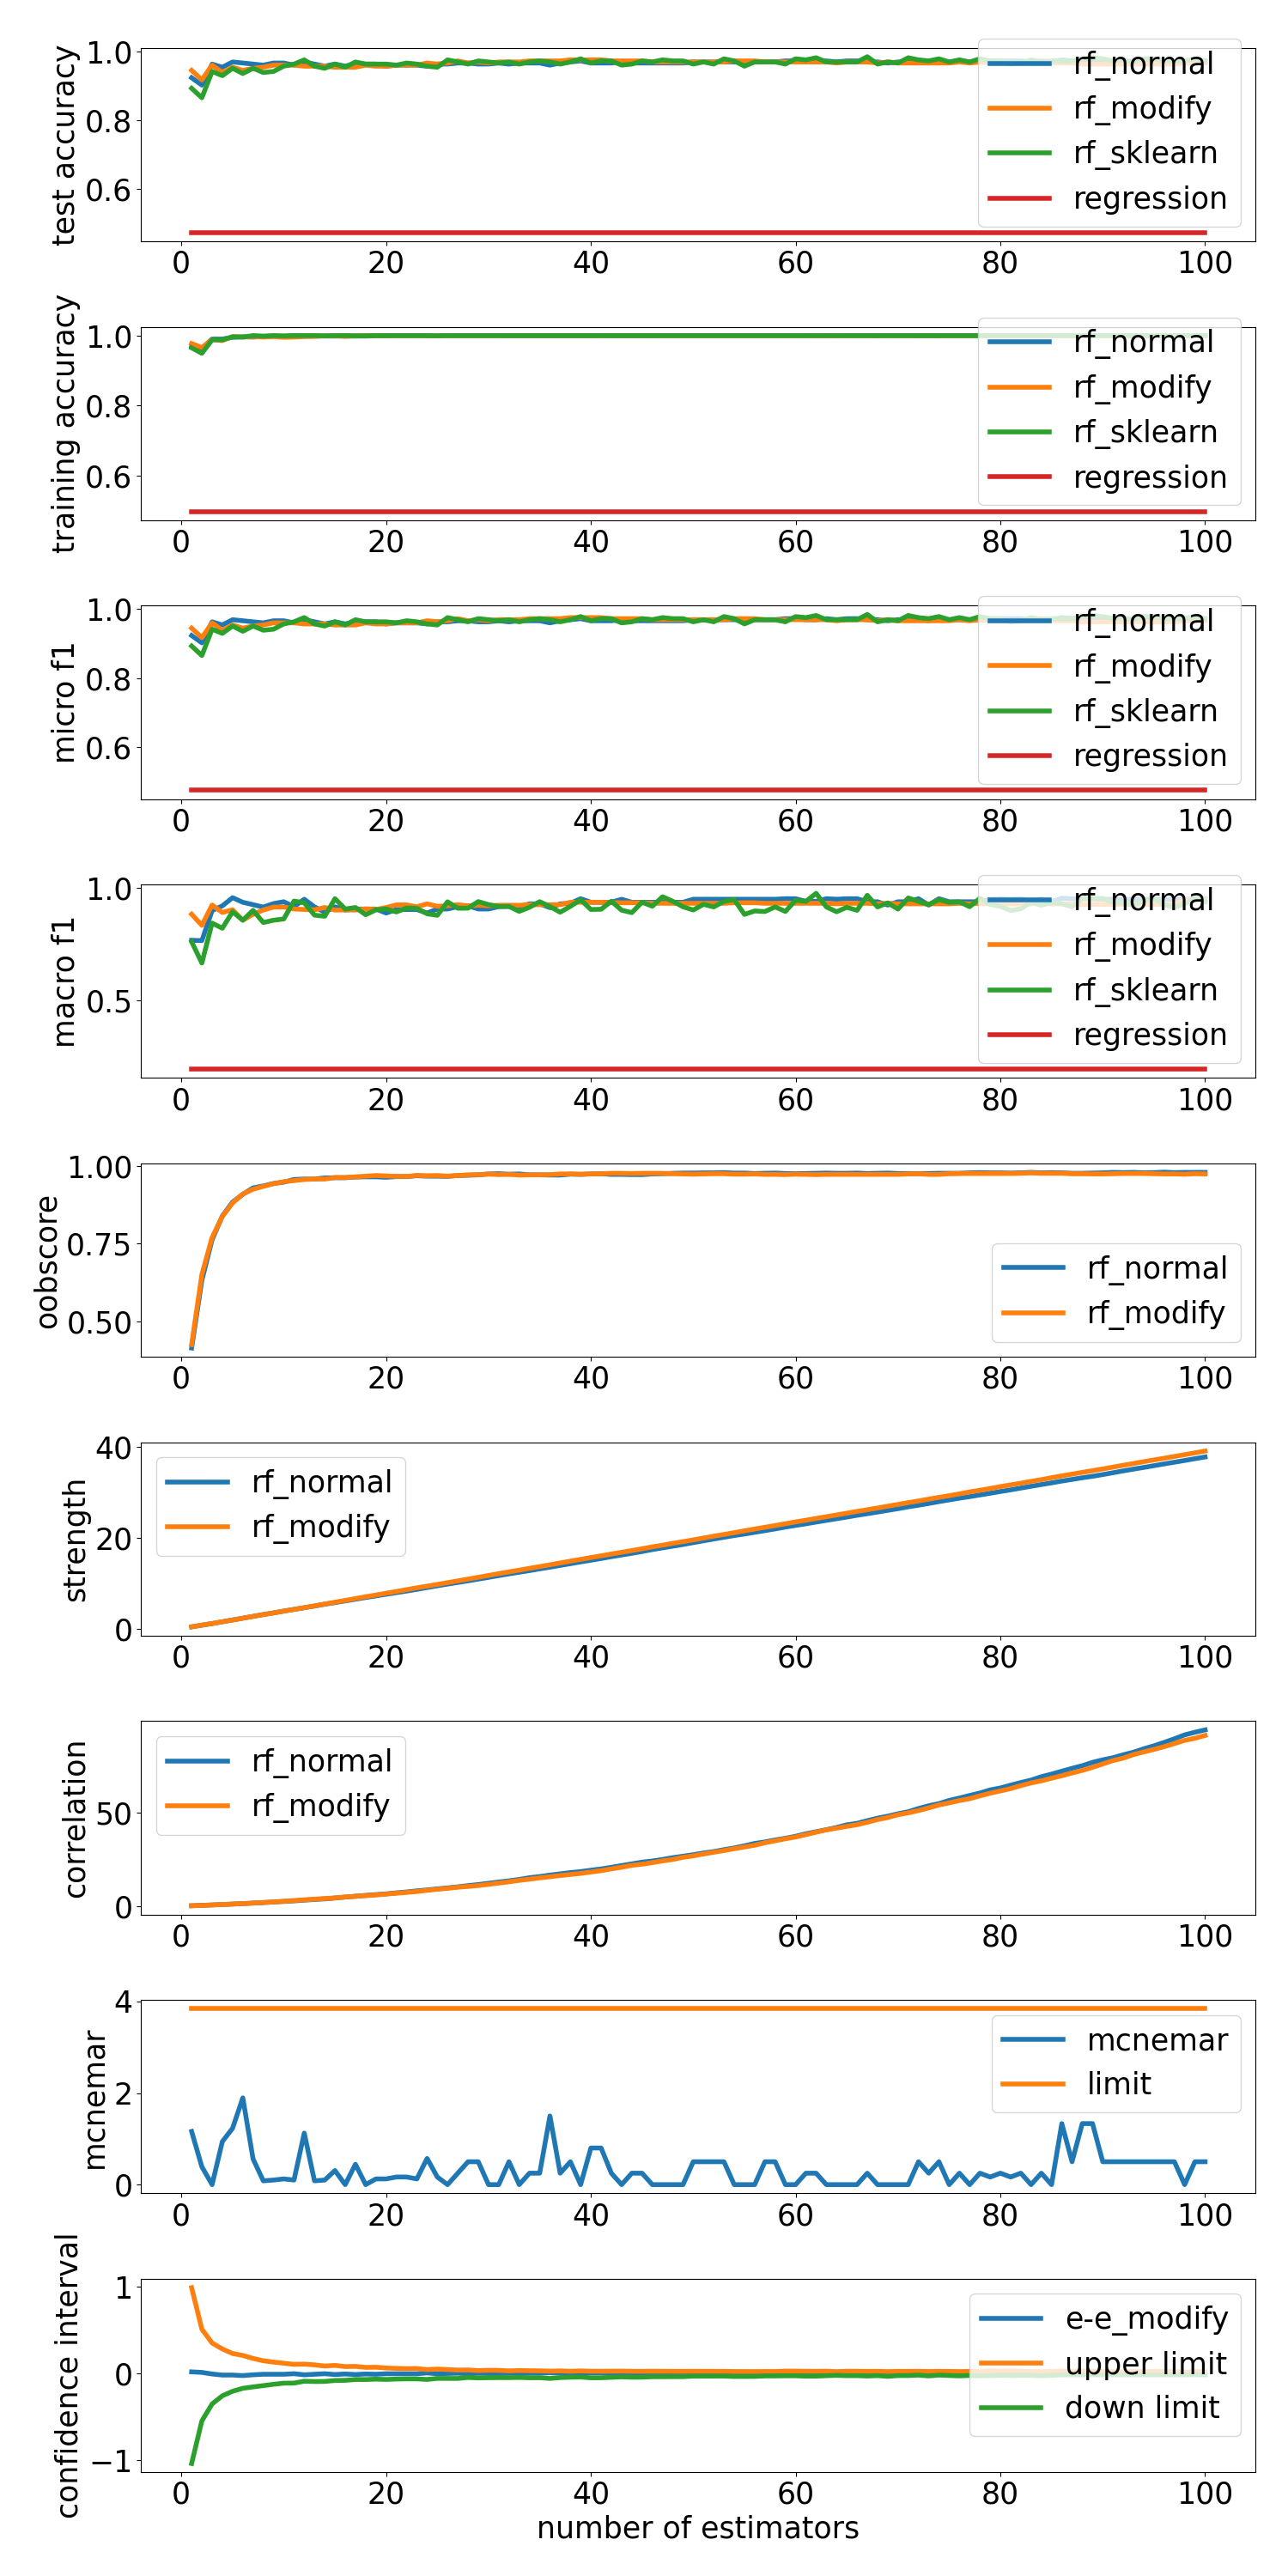 test accuracy
1.0
0.8
0.6
rf_normal
rf_modify
rf_sklearn
regression
0 20 40 60 80 100
training accuracy
1.0
0.8
0.6
rf_normal
rf_modify
rf_sklearn
regression
0 20 40 60 80 100
micro f1
1.0
0.8
0.6
rf_normal
rf_modify
rf_sklearn
regression
0 20 40 60 80 100
macro f1
1.0
0.5
rf_normal
rf_modify
rf_sklearn
regression
0 20 40 60 80 100
oobscore
1.00
0.75
0.50
rf_normal
rf_modify
0 20 40 60 80 100
strength
40
20
0
rf_normal
rf_modify
0 20 40 60 80 100
correlation
50
0
rf_normal
rf_modify
0 20 40 60 80 100
mcnemar
4
2
0
mcnemar
limit
0 20 40 60 80 100
confidence interval
1
0
−1
e-e_modify
upper limit
down limit
0 20 40 60 80 100
number of estimators